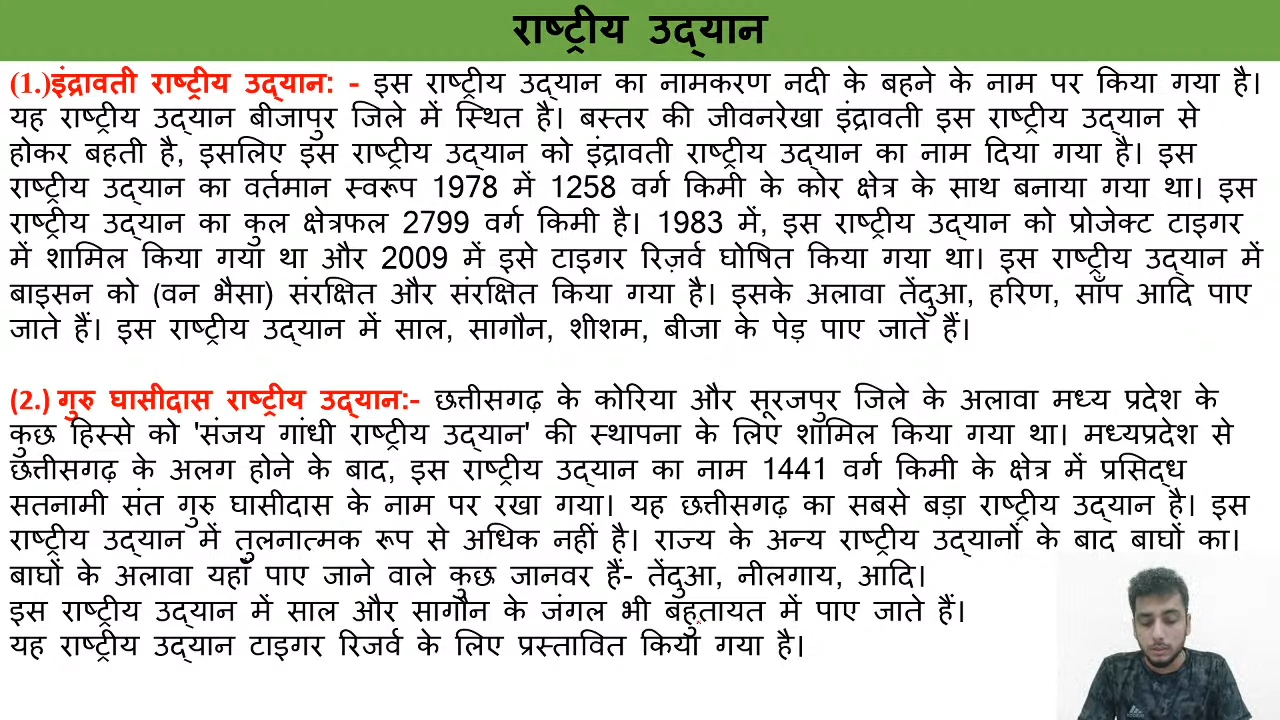 राष्ट्रीय उद्यान
(1.)इंद्रावती राष्ट्रीय उद्यान: - इस राष्ट्रीय उद्यान का नामकरण नदी के बहने के नाम पर किया गया है।
यह राष्ट्रीय उद्यान बीजापुर जिले में स्थित है। बस्तर की जीवनरेखा इंद्रावती इस राष्ट्रीय उद्यान से
होकर बहती है, इसलिए इस राष्ट्रीय उद्यान को इंद्रावती राष्ट्रीय उद्यान का नाम दिया गया है। इस
राष्ट्रीय उद्यान का वर्तमान स्वरूप 1978 में 1258 वर्ग किमी के कोर क्षेत्र के साथ बनाया गया था। इस
राष्ट्रीय उद्यान का कुल क्षेत्रफल 2799 वर्ग किमी है। 1983 में, इस राष्ट्रीय उद्यान को प्रोजेक्ट टाइगर
में शामिल किया गया था और 2009 में इसे टाइगर रिज़र्व घोषित किया गया था। इस राष्ट्रीय उद्यान में
बाइसन को (वन भैसा) संरक्षित और संरक्षित किया गया है। इसके अलावा तेंदुआ, हरिण, साँप आदि पाए
जाते हैं। इस राष्ट्रीय उद्यान में साल, सागौन, शीशम, बीजा के पेड़ पाए जाते हैं।
(2.) गुरु घासीदास राष्ट्रीय उद्यान:- छत्तीसगढ़ के कोरिया और सूरजपुर जिले के अलावा मध्य प्रदेश के
कुछ हिस्से को 'संजय गांधी राष्ट्रीय उद्यान' की स्थापना के लिए शामिल किया गया था। मध्यप्रदेश से
छत्तीसगढ़ के अलग होने के बाद, इस राष्ट्रीय उद्यान का नाम 1441 वर्ग किमी के क्षेत्र में प्रसिद्ध
सतनामी संत गुरु घासीदास के नाम पर रखा गया। यह छत्तीसगढ़ का सबसे बड़ा राष्ट्रीय उद्यान है। इस
राष्ट्रीय उद्यान में तुलनात्मक रूप से अधिक नहीं है। राज्य के अन्य राष्ट्रीय उद्यानों के बाद बाघों का।
बाघों के अलावा यहाँ पाए जाने वाले कुछ जानवर हैं- तेंदुआ, नीलगाय, आदि।
इस राष्ट्रीय उद्यान में साल और सागौन के जंगल भी बहुतायत में पाए जाते हैं।
यह राष्ट्रीय उद्यान टाइगर रिजर्व के लिए प्रस्तावित किया गया है।